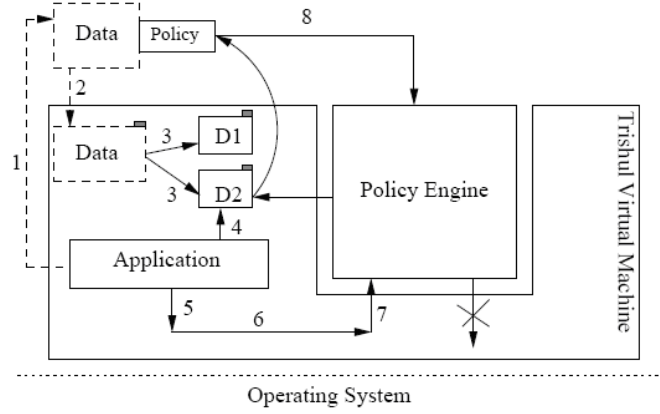 Data
Policy
8
2
1
Data
3
D1
3
D2
Policy Engine
4
Application
5
6
7
Trishul Virtual Machine
Operating System